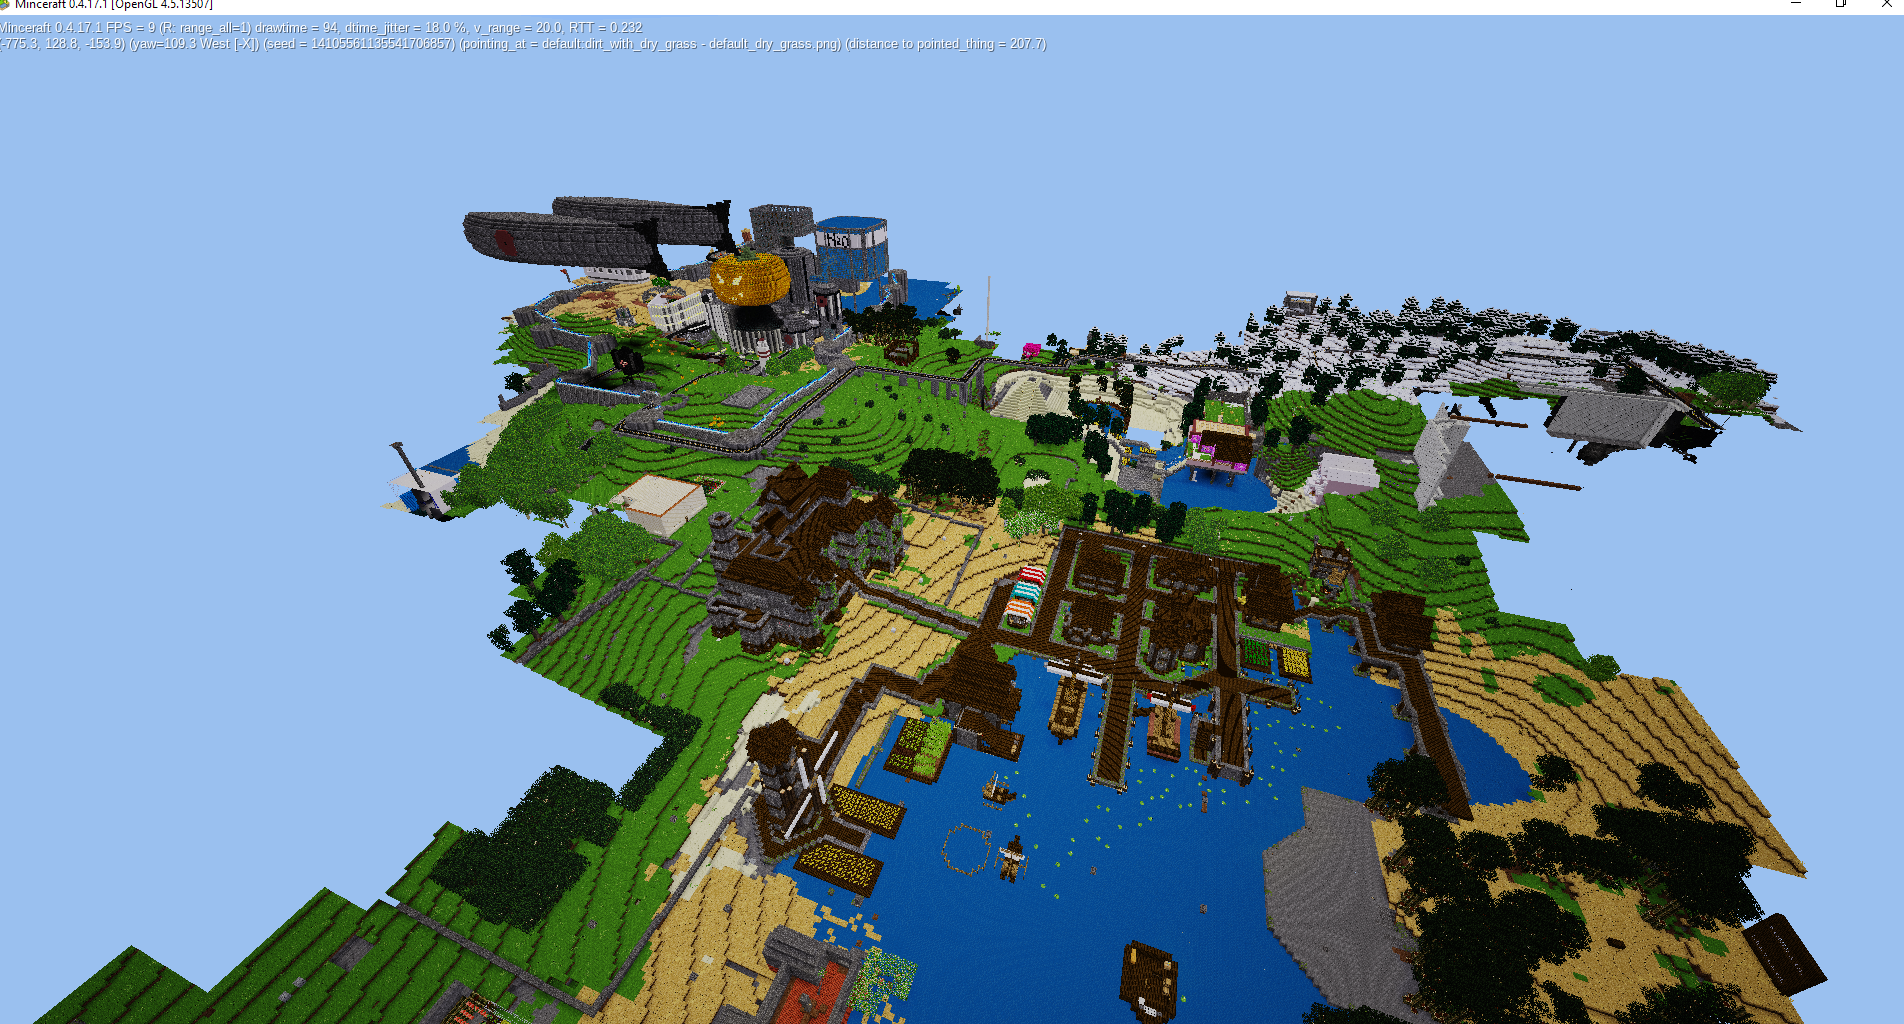 Minceraft 0.4.17.1 [OpenGL 4.5.13507]
Minceraft 0.4.17.1 FPS = 9 (R: range_all=1) drawtime = 94, dtime_jitter = 18.0 %, v_range = 20.0, RTT = 0.232
(-775.3, 128.8, -153.9) (yaw=109.3 West [-X]) (seed = 14105561135541706857) (pointing_at = default:dirt_with_dry_grass - default_dry_grass.png) (distance to pointed_thing = 207.7)
H2O